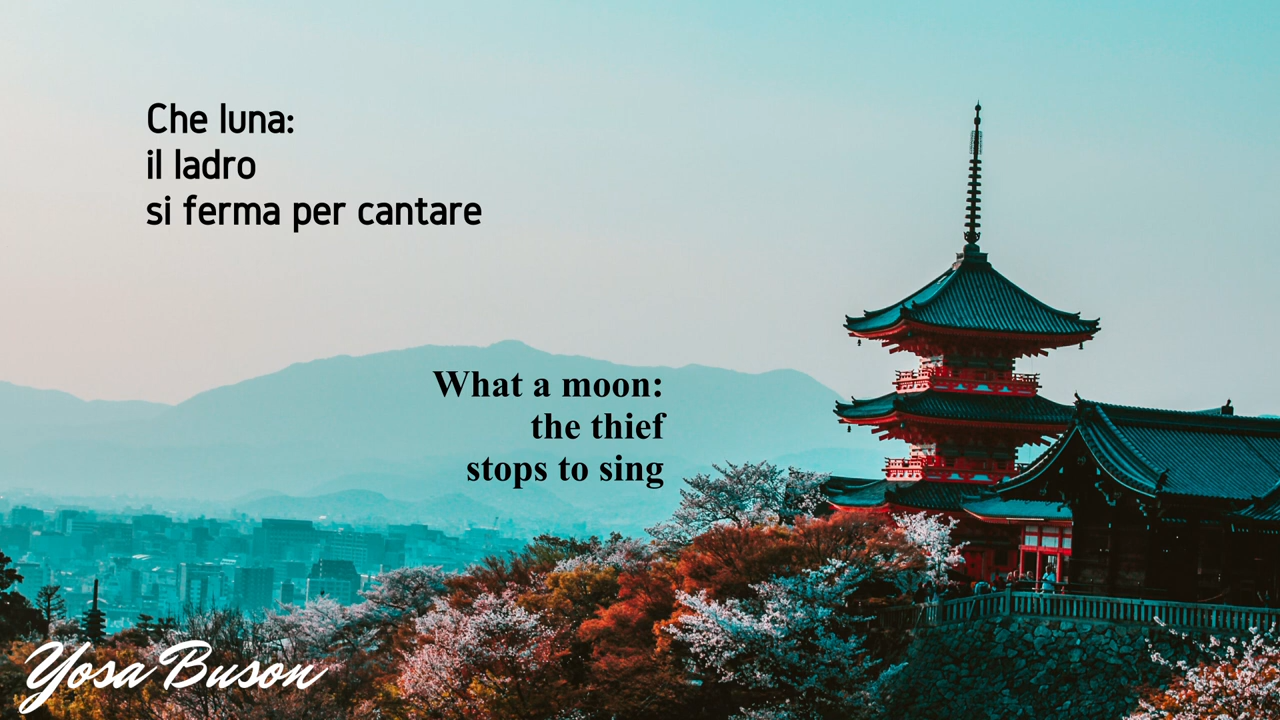 Che luna:
il ladro
si ferma per cantare
What a moon:
the thief
stops to sing
Yosa Buson